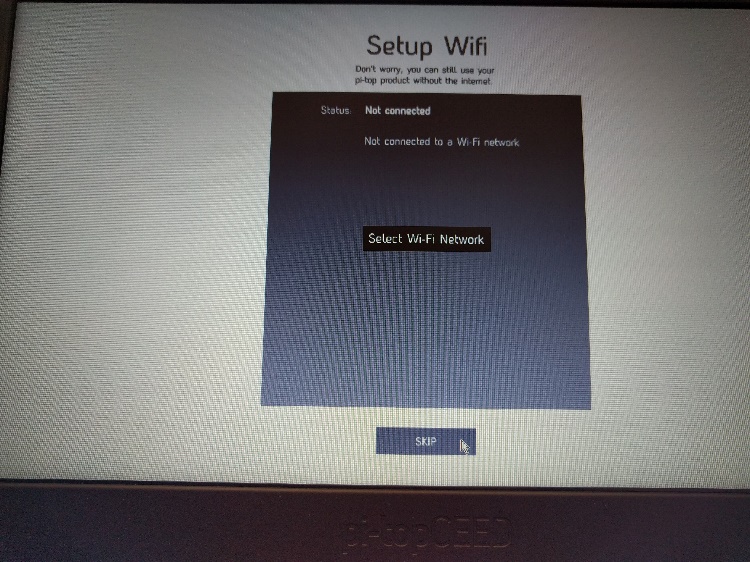 Setup Wifi
Don't worry, you can still use your
pi-top product without the internet.
Status: Not connected
Not connected to a Wi-Fi network
Select Wi-Fi Network
SKIP
pi-topCEED